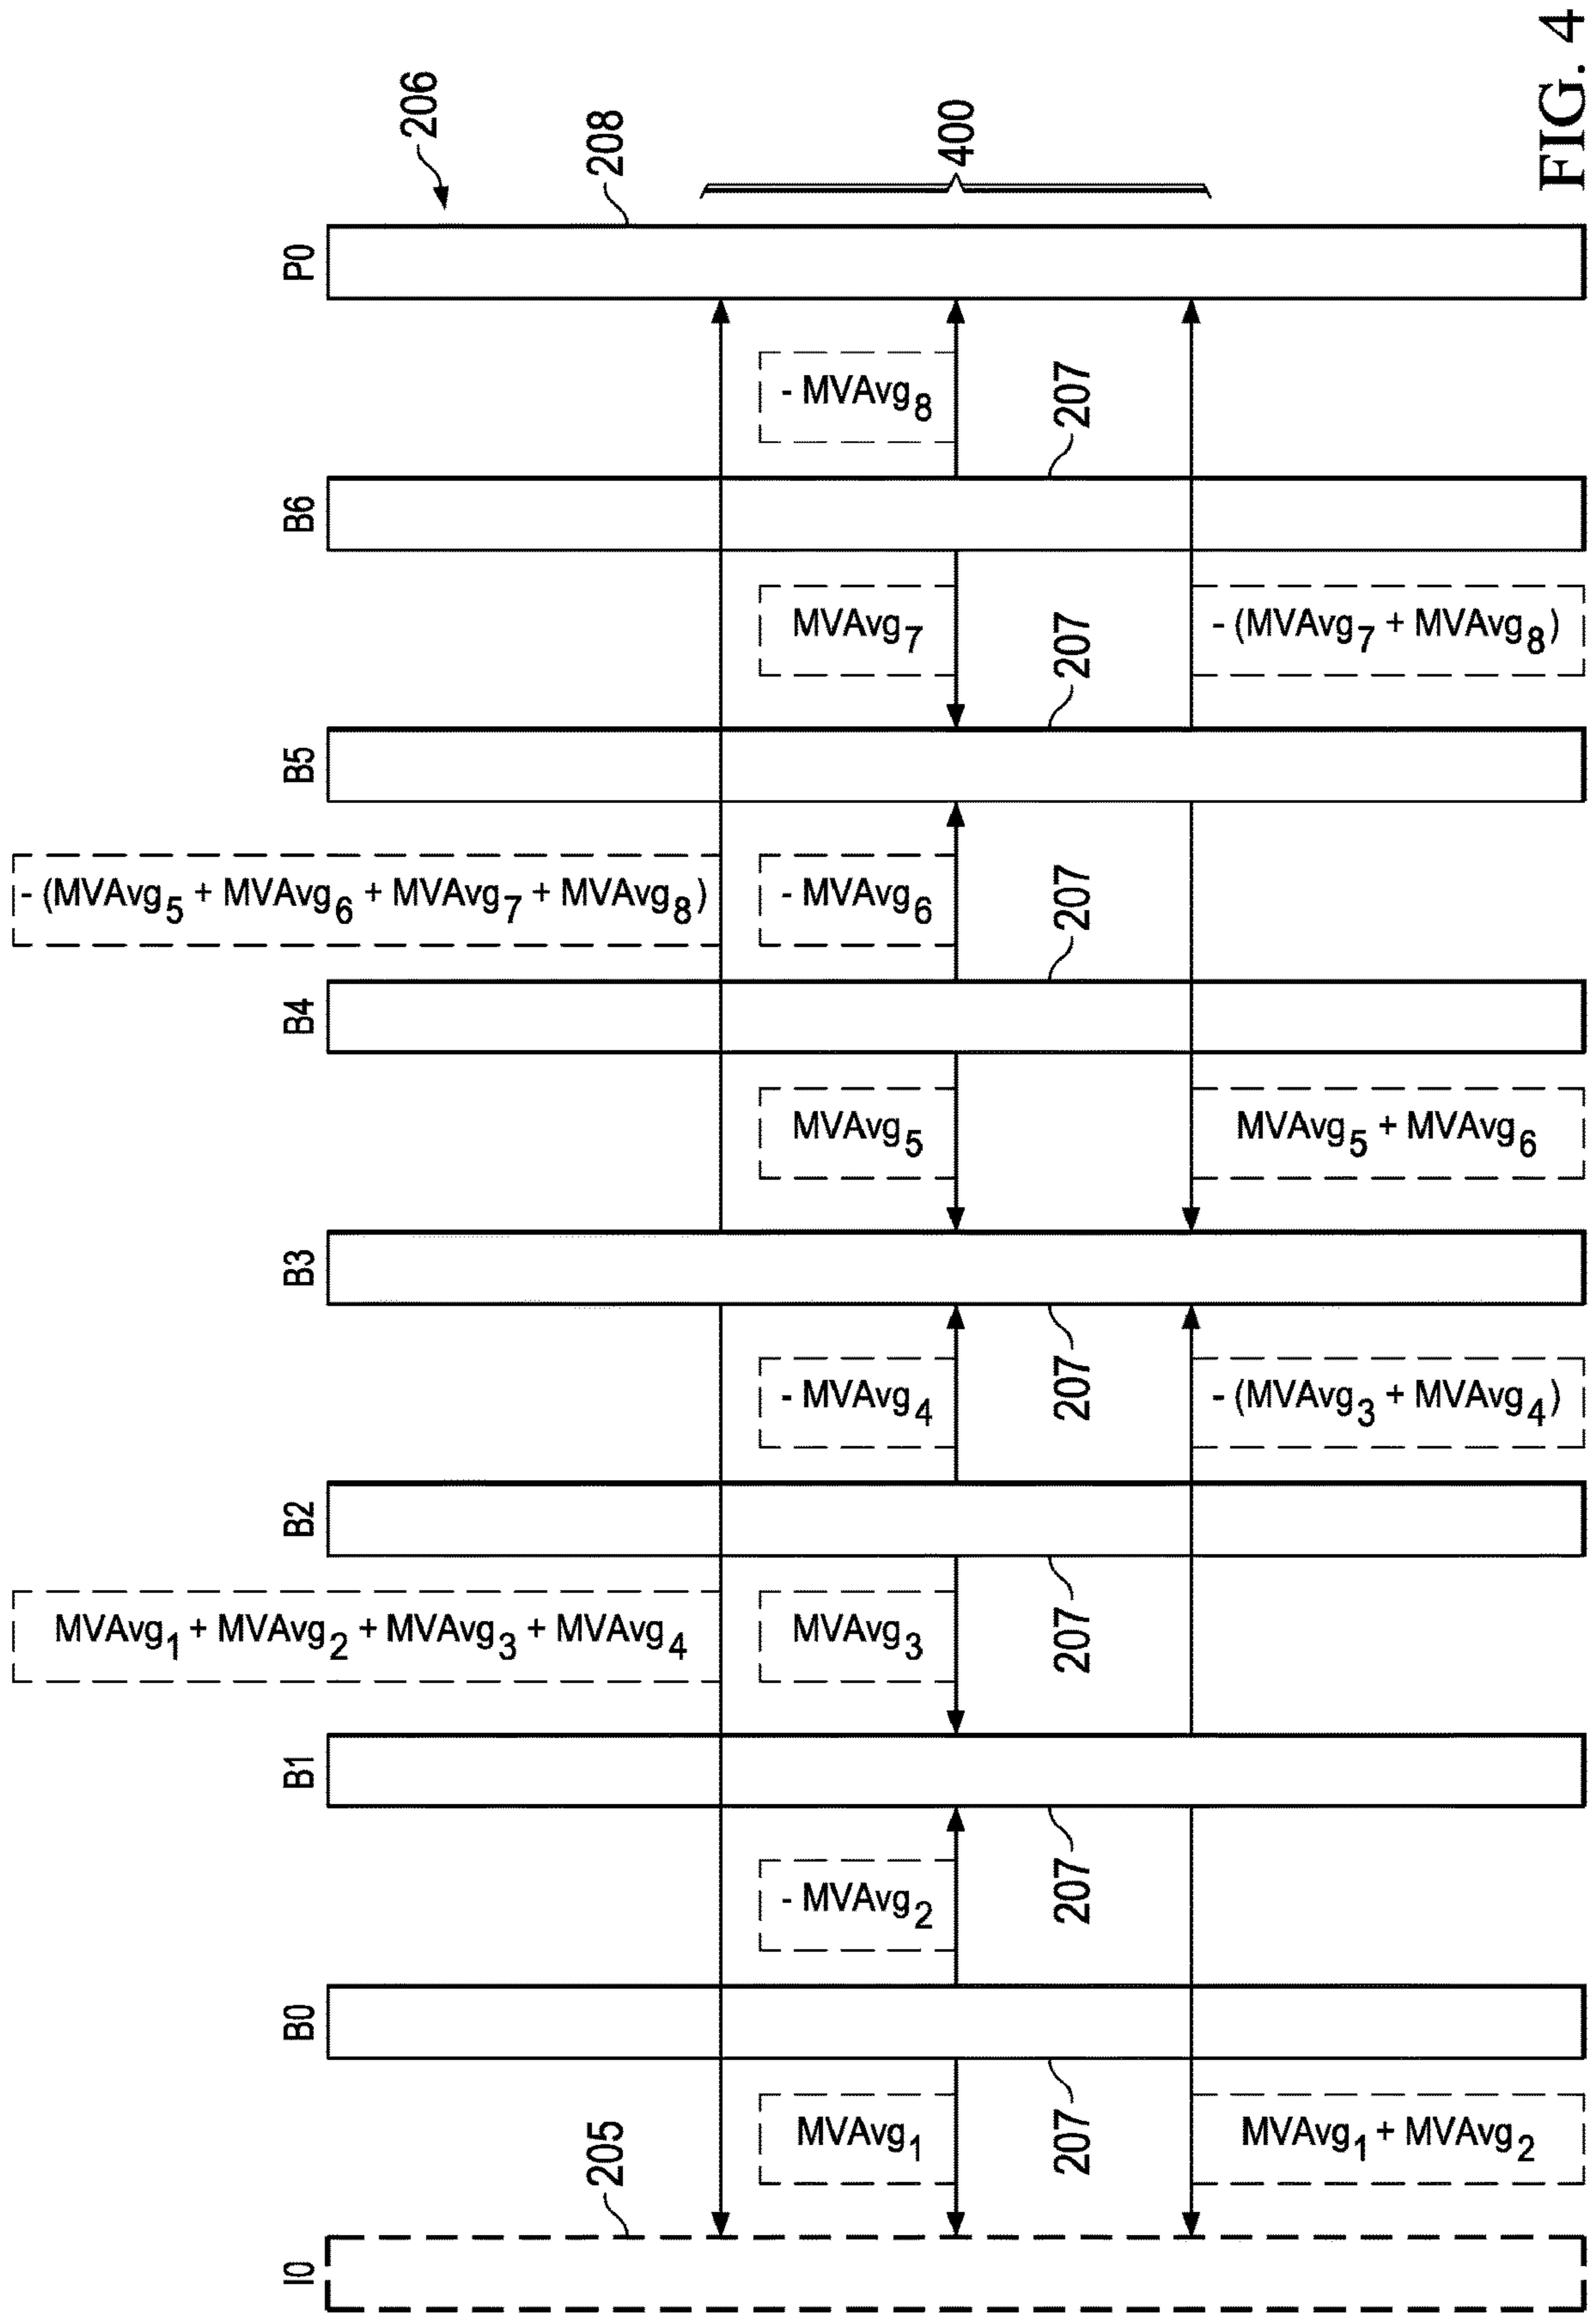 206
I0
B0
B1
B2
B3
B4
B5
B6
P0
205
208
MVAvg1 + MVAvg2 + MVAvg3 + MVAvg4
- (MVAvg5 + MVAvg6 + MVAvg7 + MVAvg8)
MVAvg1
- MVAvg2
MVAvg3
- MVAvg4
MVAvg5
- MVAvg6
MVAvg7
- MVAvg8
400
207
207
207
207
207
207
207
MVAvg1 + MVAvg2
- (MVAvg3 + MVAvg4)
MVAvg5 + MVAvg6
- (MVAvg7 + MVAvg8)
FIG. 4